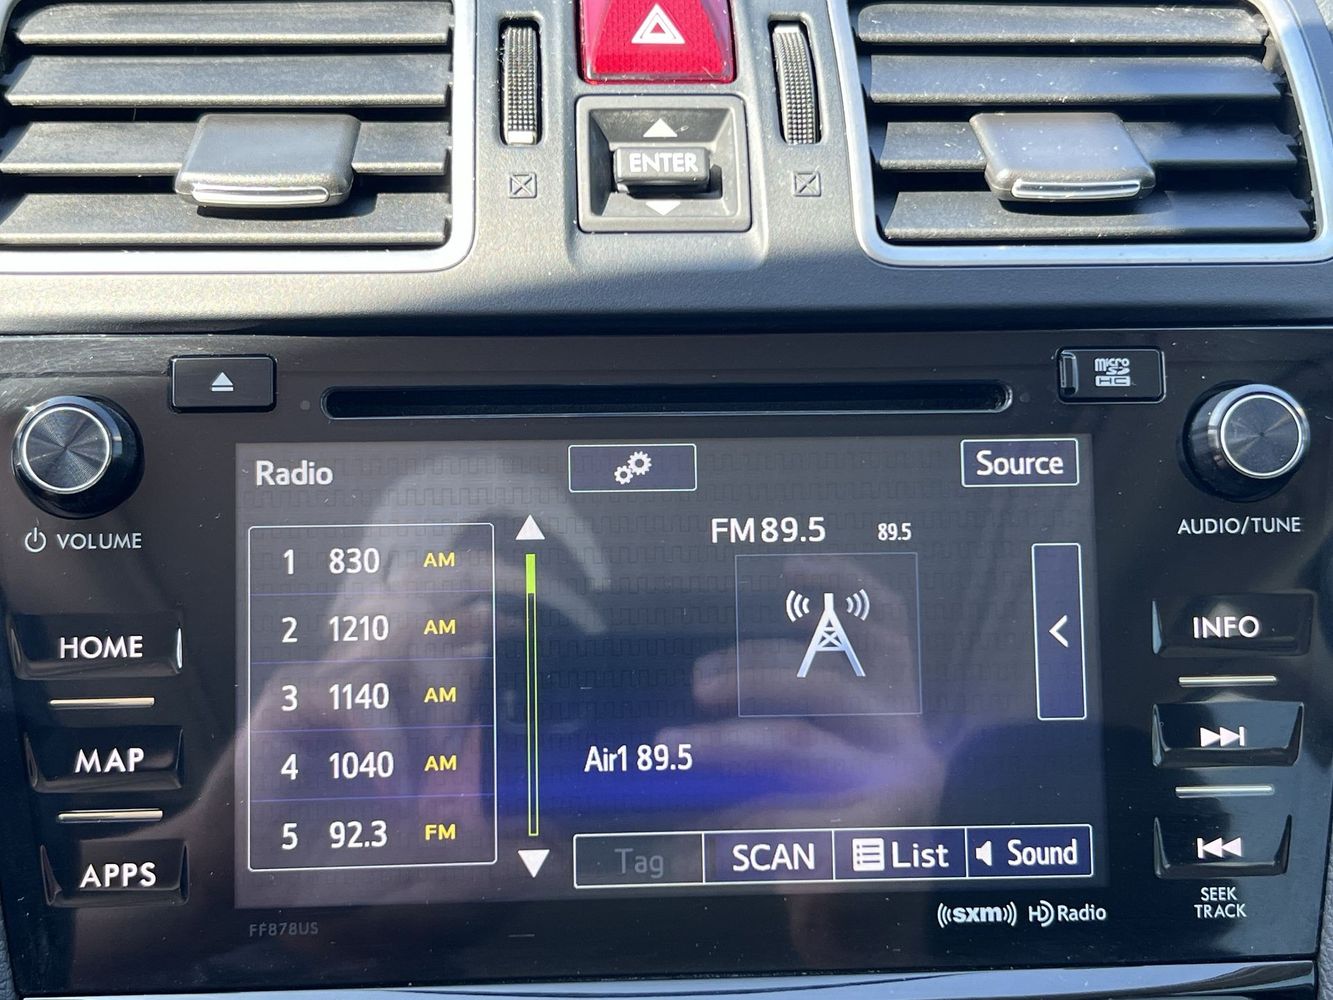 ENTER
micro
SD
HC
Radio
Source
VOLUME
AUDIO/TUNE
FM 89.5 89.5
1 830 AM
2 1210 AM
3 1140 AM
4 1040 AM
5 92.3 FM
Air1 89.5
HOME
MAP
APPS
INFO
Tag SCAN List Sound
SEEK
TRACK
FF878US
((sxm)) HD Radio